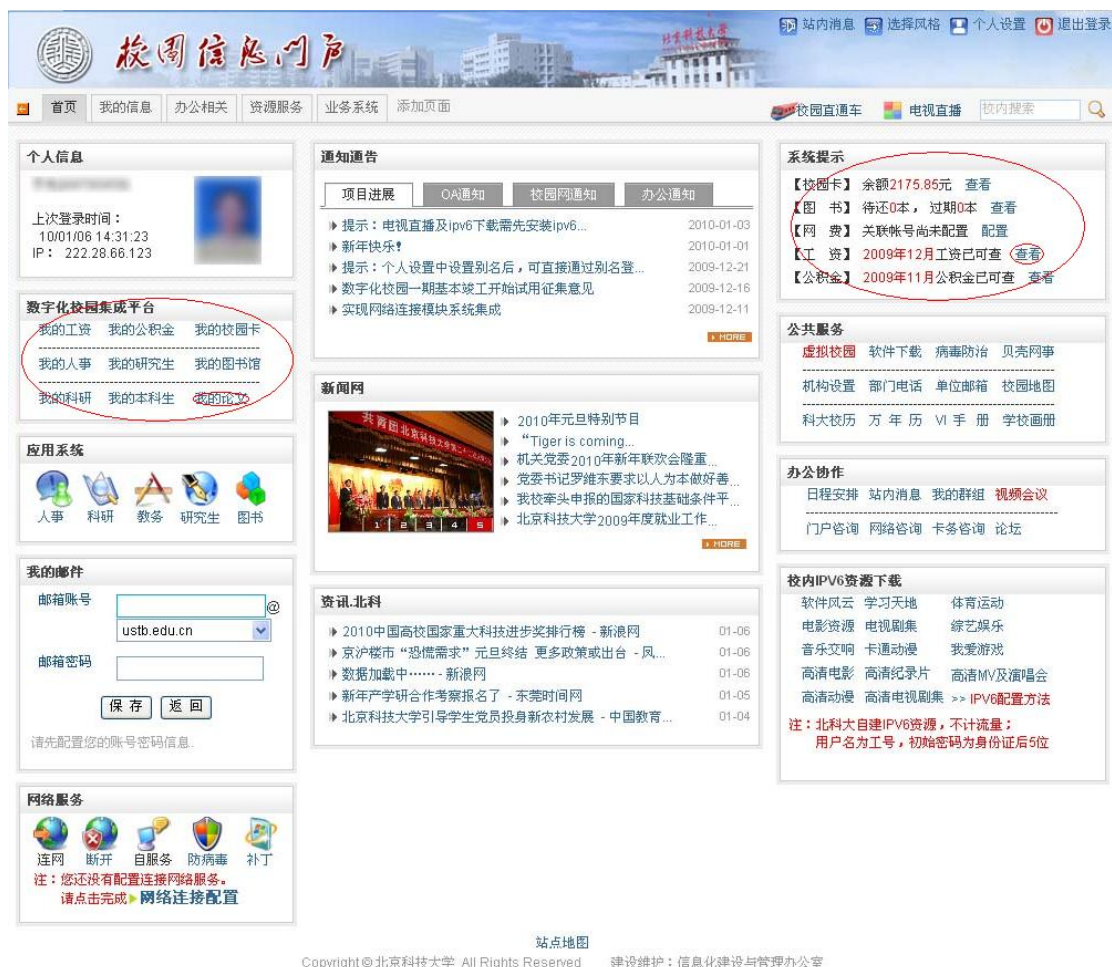 站内消息 选择风格 个人设置 退出登录
校园信息门户
北京科技大学
首页 我的信息 办公相关 资源服务 业务系统 添加页面
校园直通车 电视直播 校内搜索
个人信息
上次登录时间：
10/01/06 14:31:23
IP： 222.28.66.123
数字化校园集成平台
我的工资 我的公积金 我的校园卡
我的人事 我的研究生 我的图书馆
我的科研 我的本科生 我的论文
应用系统
人事 科研 教务 研究生 图书
我的邮件
邮箱账号 @
ustb.edu.cn
邮箱密码
保存 返回
请先配置您的账号密码信息.
网络服务
连网 断开 自服务 防病毒 补丁
注：您还没有配置连接网络服务。
请点击完成 网络连接配置
通知通告
项目进展 OA通知 校园网通知 办公通知
提示：电视直播及ipv6下载需先安装ipv6... 2010-01-03
新年快乐! 2010-01-01
提示：个人设置中设置别名后，可直接通过别名登... 2009-12-21
数字化校园一期基本竣工开始试用征集意见 2009-12-16
实现网络连接模块系统集成 2009-12-11
MORE
新闻网
共青团北京科技大学第二十
1 2 3 4 5
2010年元旦特别节目
“Tiger is coming...
机关党委2010年新年联欢会隆重...
党委书记罗维东要求以人为本做好善...
我校牵头申报的国家科技基础条件平...
北京科技大学2009年度就业工作...
MORE
资讯.北科
2010中国高校国家重大科技进步奖排行榜 - 新浪网 01-06
京沪楼市“恐慌需求”元旦终结 更多政策或出台 - 凤... 01-06
数据加载中…… - 新浪网 01-06
新年产学研合作考察报名了 - 东莞时间网 01-05
北京科技大学引导学生党员投身新农村发展 - 中国教育... 01-04
系统提示
【校园卡】 余额2175.85元 查看
【图 书】 待还0本， 过期0本 查看
【网 费】 关联帐号尚未配置 配置
【工 资】 2009年12月工资已可查 查看
【公积金】 2009年11月公积金已可查 查看
公共服务
虚拟校园 软件下载 病毒防治 贝壳网事
机构设置 部门电话 单位邮箱 校园地图
科大校历 万 年 历 VI 手 册 学校画册
办公协作
日程安排 站内消息 我的群组 视频会议
门户咨询 网络咨询 卡务咨询 论坛
校内IPV6资源下载
软件风云 学习天地 体育运动
电影资源 电视剧集 综艺娱乐
音乐交响 卡通动漫 我爱游戏
高清电影 高清纪录片 高清MV及演唱会
高清动漫 高清电视剧集 >> IPV6配置方法
注：北科大自建IPV6资源，不计流量；
用户名为工号，初始密码为身份证后5位
站点地图
Copyright © 北京科技大学 All Rights Reserved 建设维护：信息化建设与管理办公室